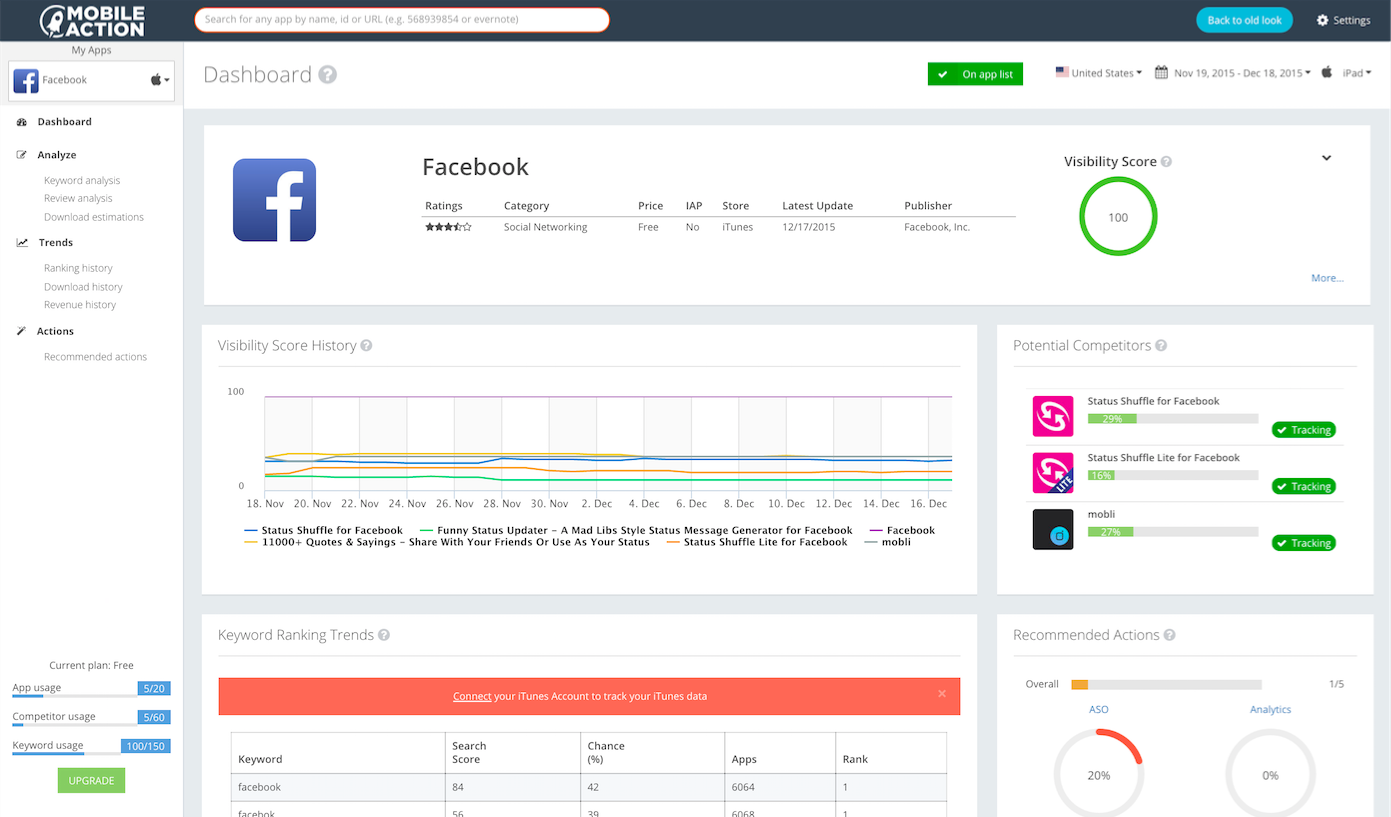 MOBILE ACTION
Search for any app by name, id or URL (e.g. 568939854 or evernote)
Back to old look
Settings
My Apps
Facebook
Dashboard
Analyze
Keyword analysis
Review analysis
Download estimations
Trends
Ranking history
Download history
Revenue history
Actions
Recommended actions
Current plan: Free
App usage 5/20
Competitor usage 5/60
Keyword usage 100/150
UPGRADE
Dashboard ?
On app list
United States
Nov 19, 2015 - Dec 18, 2015
iPad
Facebook
Ratings Category Price IAP Store Latest Update Publisher
Social Networking Free No iTunes 12/17/2015 Facebook, Inc.
Visibility Score ?
100
More...
Visibility Score History ?
100
0
18. Nov 20. Nov 22. Nov 24. Nov 26. Nov 28. Nov 30. Nov 2. Dec 4. Dec 6. Dec 8. Dec 10. Dec 12. Dec 14. Dec 16. Dec
Status Shuffle for Facebook Funny Status Updater – A Mad Libs Style Status Message Generator for Facebook Facebook
11000+ Quotes & Sayings – Share With Your Friends Or Use As Your Status Status Shuffle Lite for Facebook mobli
Potential Competitors ?
Status Shuffle for Facebook
29%
Tracking
LITE
Status Shuffle Lite for Facebook
16%
Tracking
mobli
27%
Tracking
Keyword Ranking Trends ?
Connect your iTunes Account to track your iTunes data ×
Keyword Search Score Chance (%) Apps Rank
facebook 84 42 6064 1
facebok 56 39 6068 1
Recommended Actions ?
Overall 1/5
ASO Analytics
20% 0%